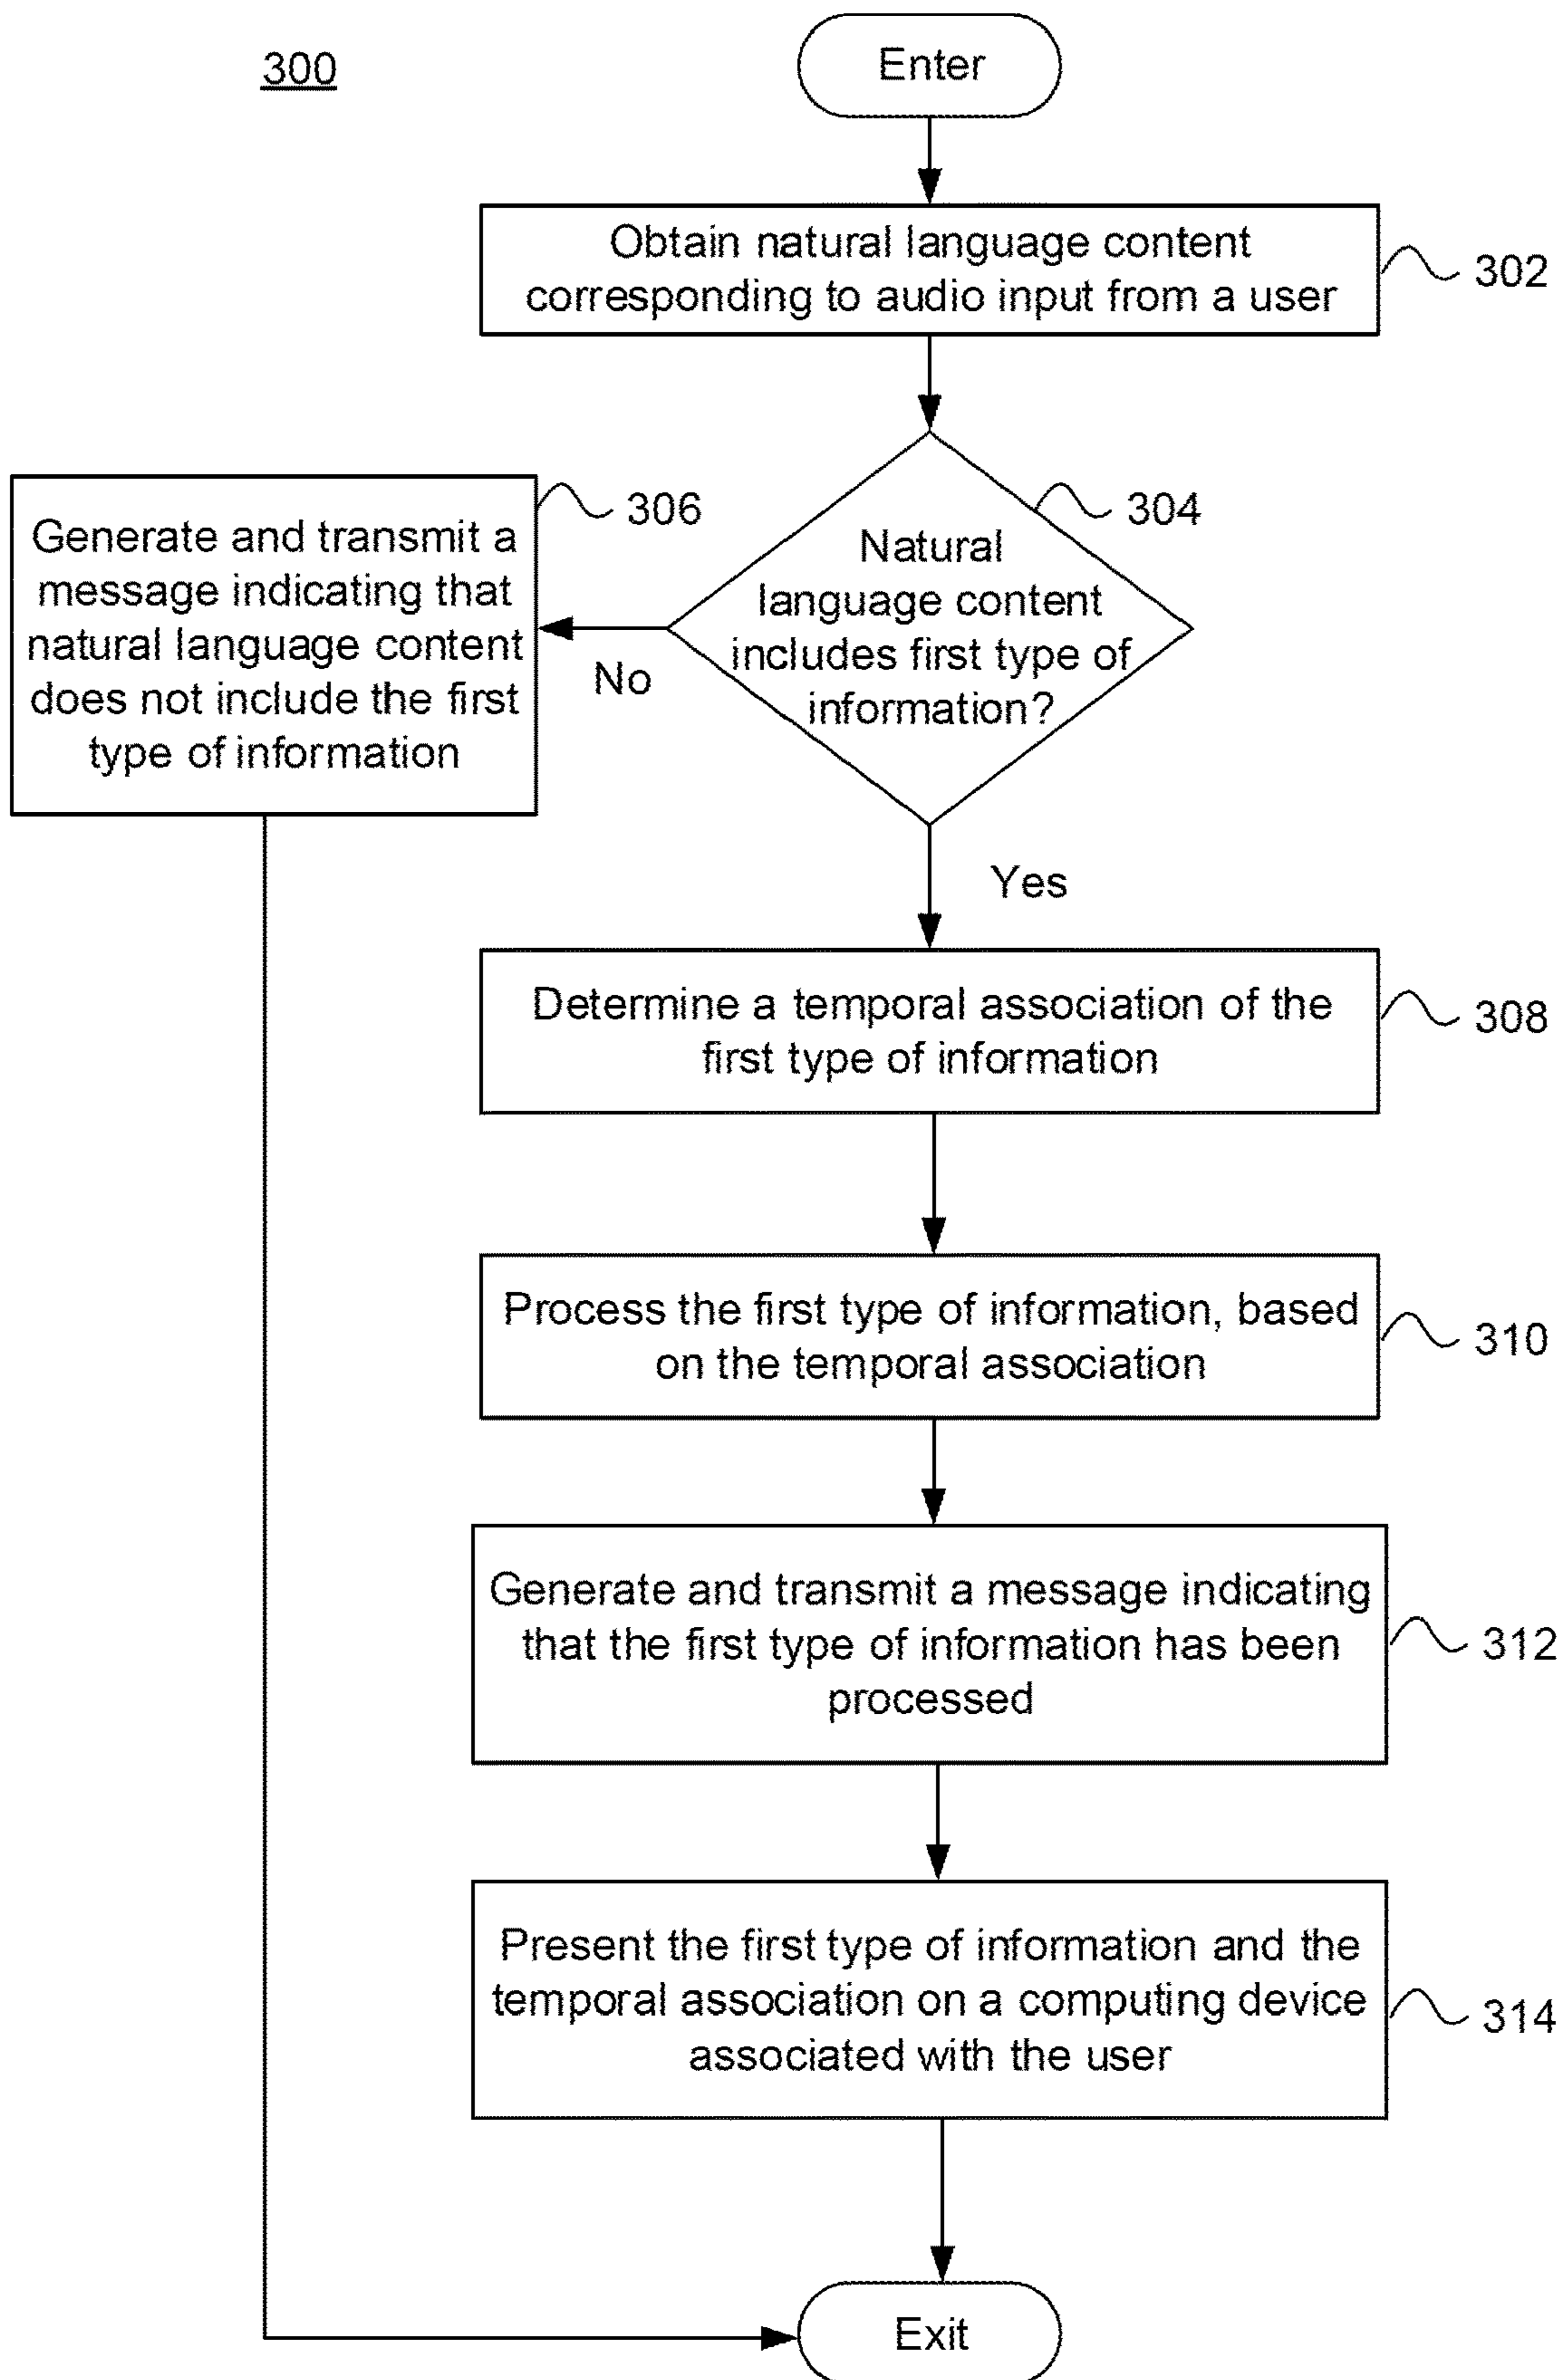 300
Enter
Obtain natural language content
corresponding to audio input from a user
302
304
Natural
language content
includes first type of
information?
306
Generate and transmit a
message indicating that
natural language content
does not include the first
type of information
No
Yes
Determine a temporal association of the
first type of information
308
Process the first type of information, based
on the temporal association
310
Generate and transmit a message indicating
that the first type of information has been
processed
312
Present the first type of information and the
temporal association on a computing device
associated with the user
314
Exit